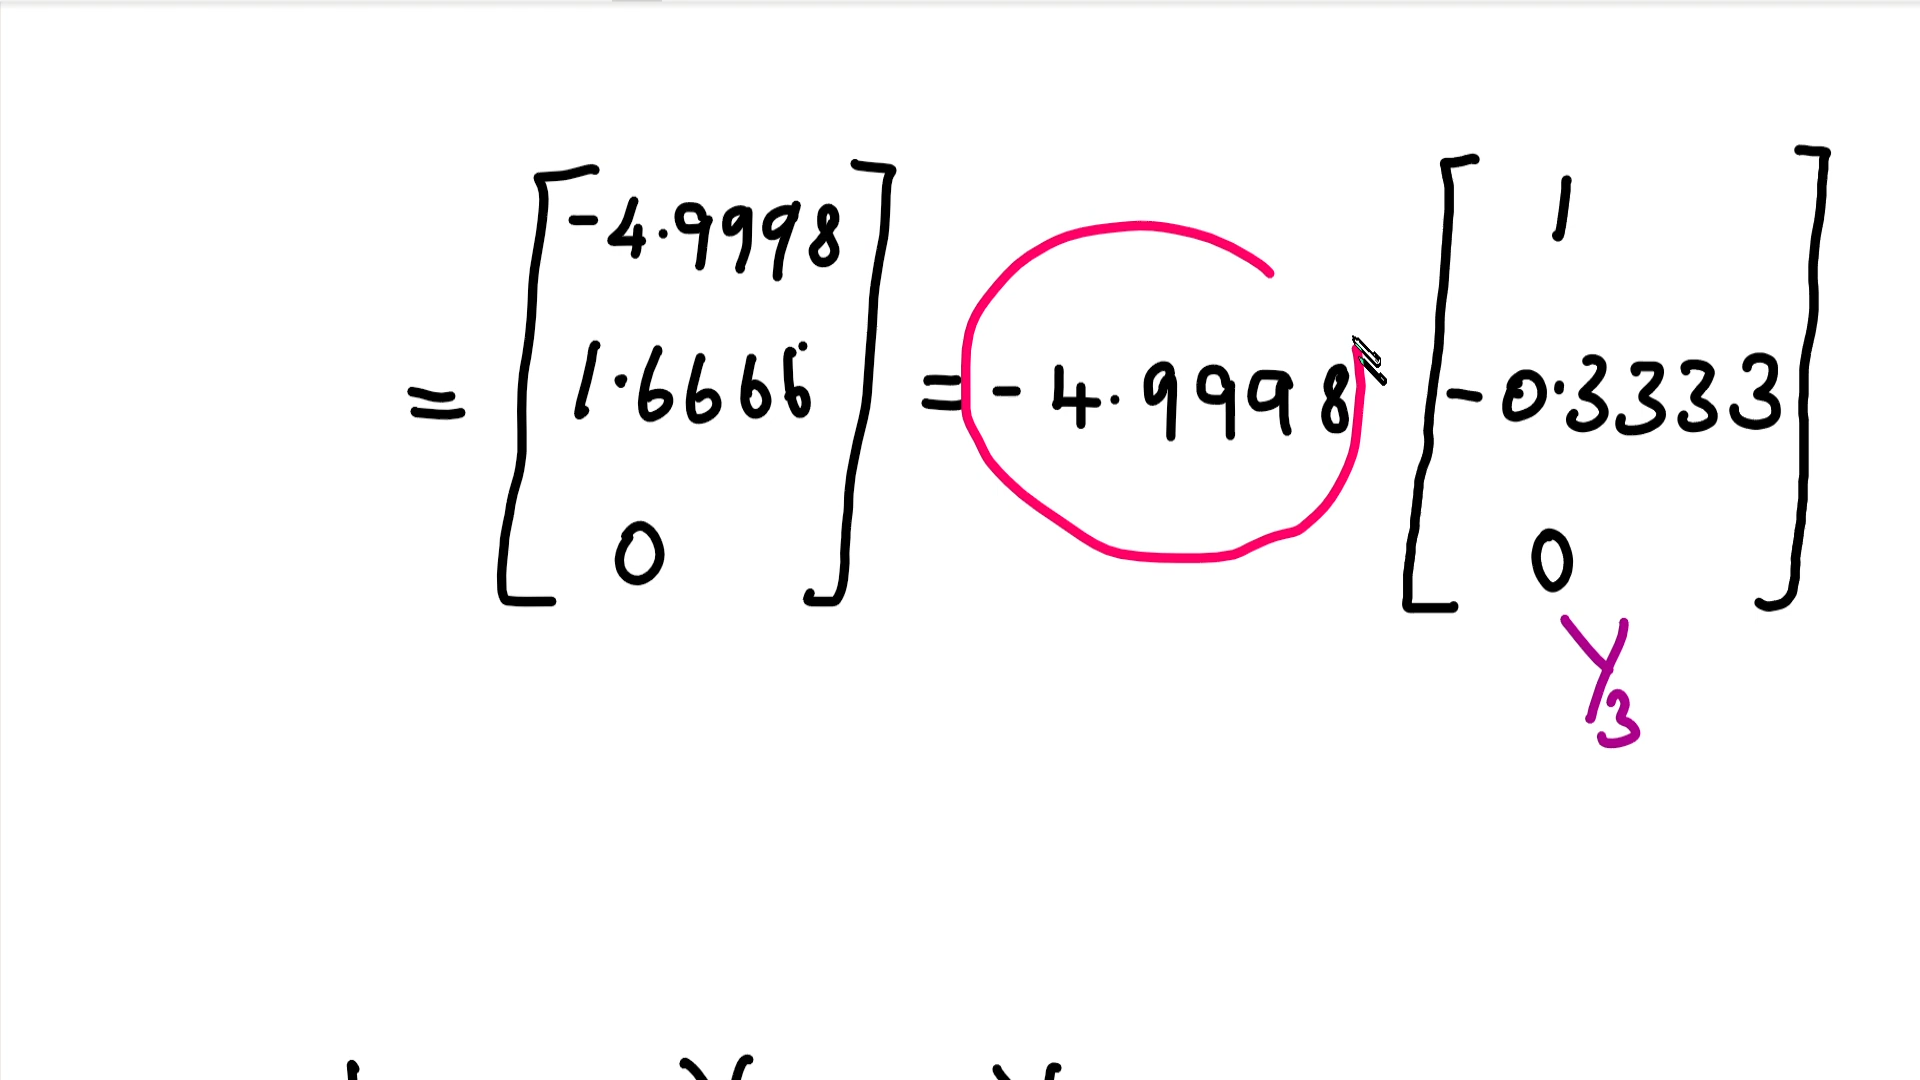 = [ -4.9998 ] = -4.9998 [ 1 ]
[ 1.6666 ] [ -0.3333 ]
[ 0 ] [ 0 ]
Y3